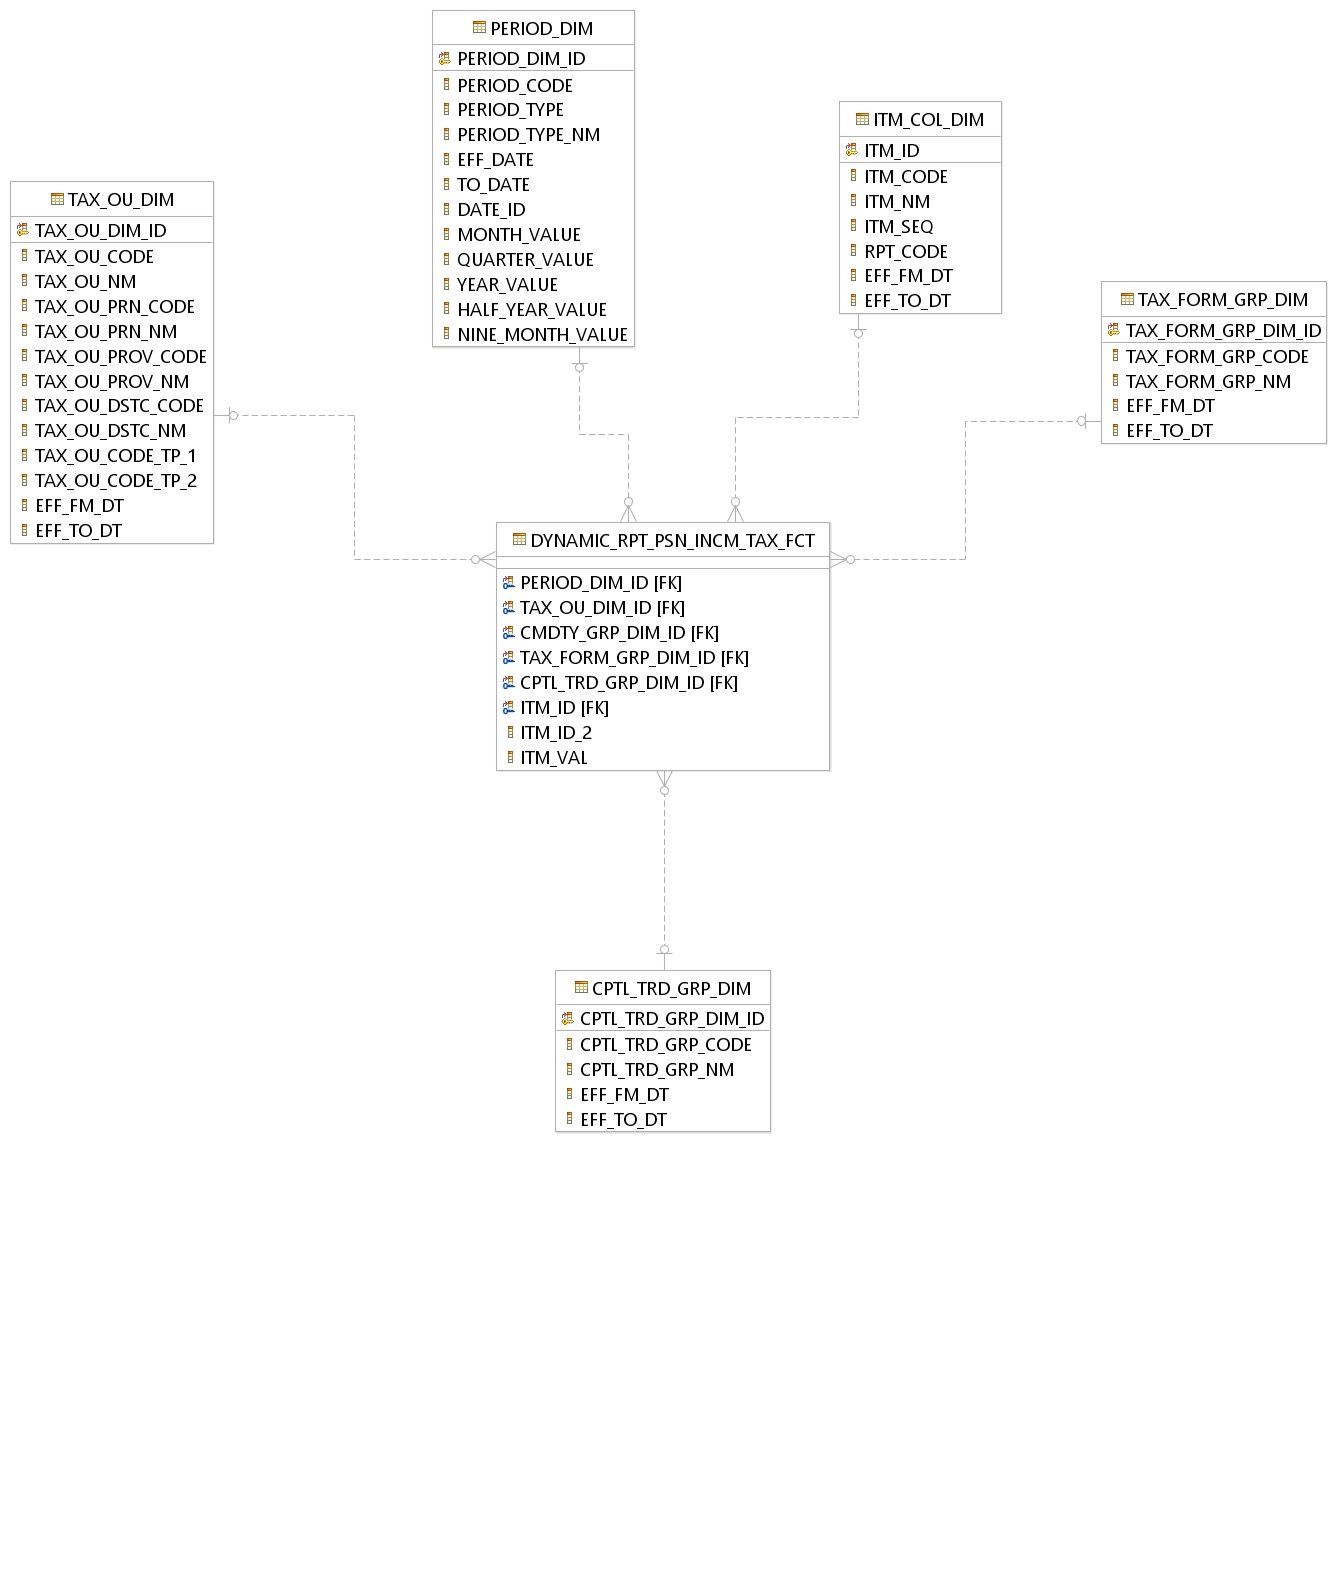 PERIOD_DIM
PERIOD_DIM_ID
PERIOD_CODE
PERIOD_TYPE
PERIOD_TYPE_NM
EFF_DATE
TO_DATE
DATE_ID
MONTH_VALUE
QUARTER_VALUE
YEAR_VALUE
HALF_YEAR_VALUE
NINE_MONTH_VALUE
ITM_COL_DIM
ITM_ID
ITM_CODE
ITM_NM
ITM_SEQ
RPT_CODE
EFF_FM_DT
EFF_TO_DT
TAX_OU_DIM
TAX_OU_DIM_ID
TAX_OU_CODE
TAX_OU_NM
TAX_OU_PRN_CODE
TAX_OU_PRN_NM
TAX_OU_PROV_CODE
TAX_OU_PROV_NM
TAX_OU_DSTC_CODE
TAX_OU_DSTC_NM
TAX_OU_CODE_TP_1
TAX_OU_CODE_TP_2
EFF_FM_DT
EFF_TO_DT
TAX_FORM_GRP_DIM
TAX_FORM_GRP_DIM_ID
TAX_FORM_GRP_CODE
TAX_FORM_GRP_NM
EFF_FM_DT
EFF_TO_DT
DYNAMIC_RPT_PSN_INCM_TAX_FCT
PERIOD_DIM_ID [FK]
TAX_OU_DIM_ID [FK]
CMDTY_GRP_DIM_ID [FK]
TAX_FORM_GRP_DIM_ID [FK]
CPTL_TRD_GRP_DIM_ID [FK]
ITM_ID [FK]
ITM_ID_2
ITM_VAL
CPTL_TRD_GRP_DIM
CPTL_TRD_GRP_DIM_ID
CPTL_TRD_GRP_CODE
CPTL_TRD_GRP_NM
EFF_FM_DT
EFF_TO_DT